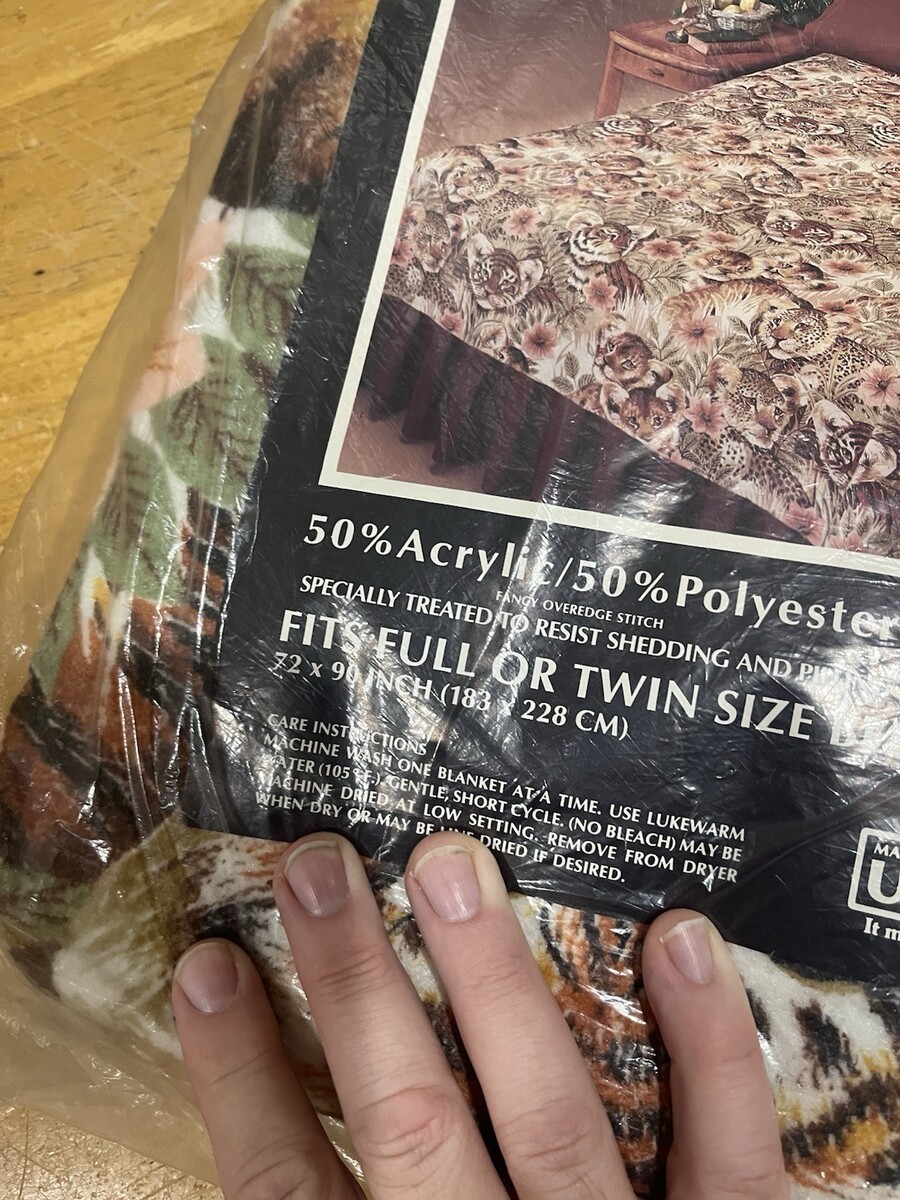 50%Acrylic/50%Polyester
FANCY OVEREDGE STITCH
SPECIALLY TREATED TO RESIST SHEDDING AND
FITS FULL OR TWIN SIZE
72 x 90 INCH (183 x 228 CM)
CARE INSTRUCTIONS
MACHINE WASH ONE BLANKET AT A TIME. USE LUKEWARM
WATER (105° F.) GENTLE, SHORT CYCLE. (NO BLEACH) MAY BE
MACHINE DRIED AT LOW SETTING. REMOVE FROM DRYER
WHEN DRY OR MAY BE LINE DRIED IF DESIRED.
MA
U
It m